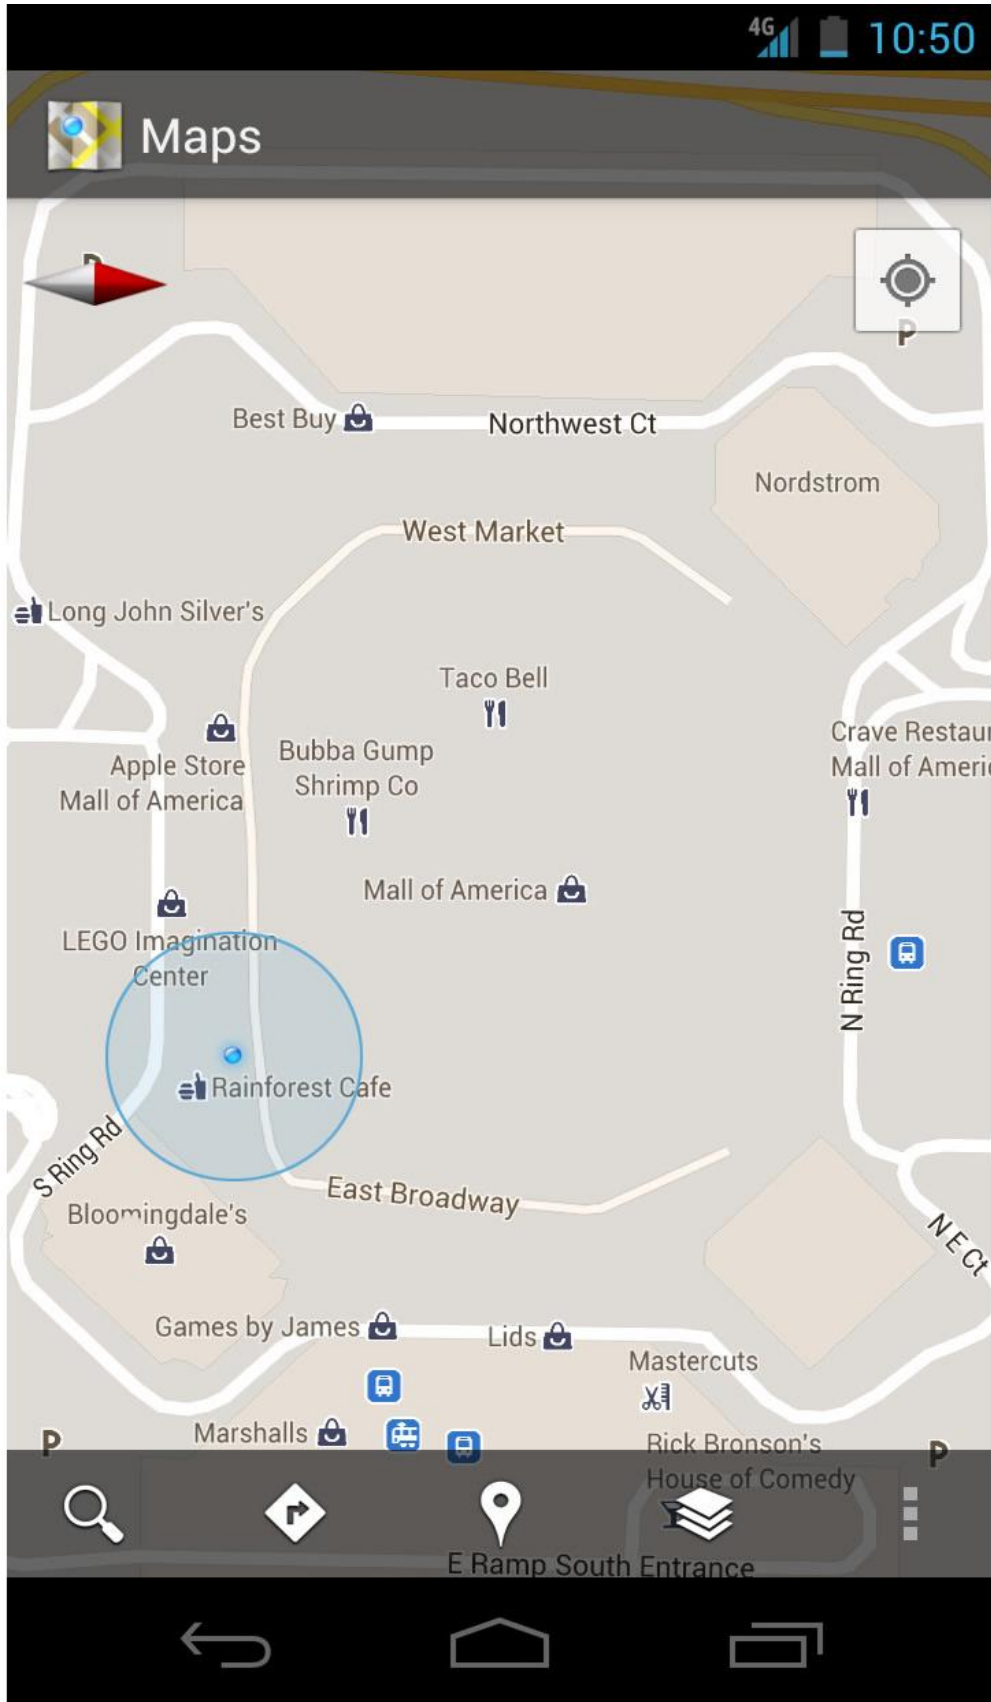 4G 10:50
Maps
P
P
Best Buy
Northwest Ct
Nordstrom
West Market
Long John Silver's
Taco Bell
Crave Restau
Mall of Ameri
Bubba Gump
Shrimp Co
Apple Store
Mall of America
Mall of America
LEGO Imagination
Center
N Ring Rd
Rainforest Cafe
S Ring Rd
East Broadway
Bloomingdale's
N E Ct
Games by James
Lids
Mastercuts
Marshalls
P
Rick Bronson's
House of Comedy
P
E Ramp South Entrance